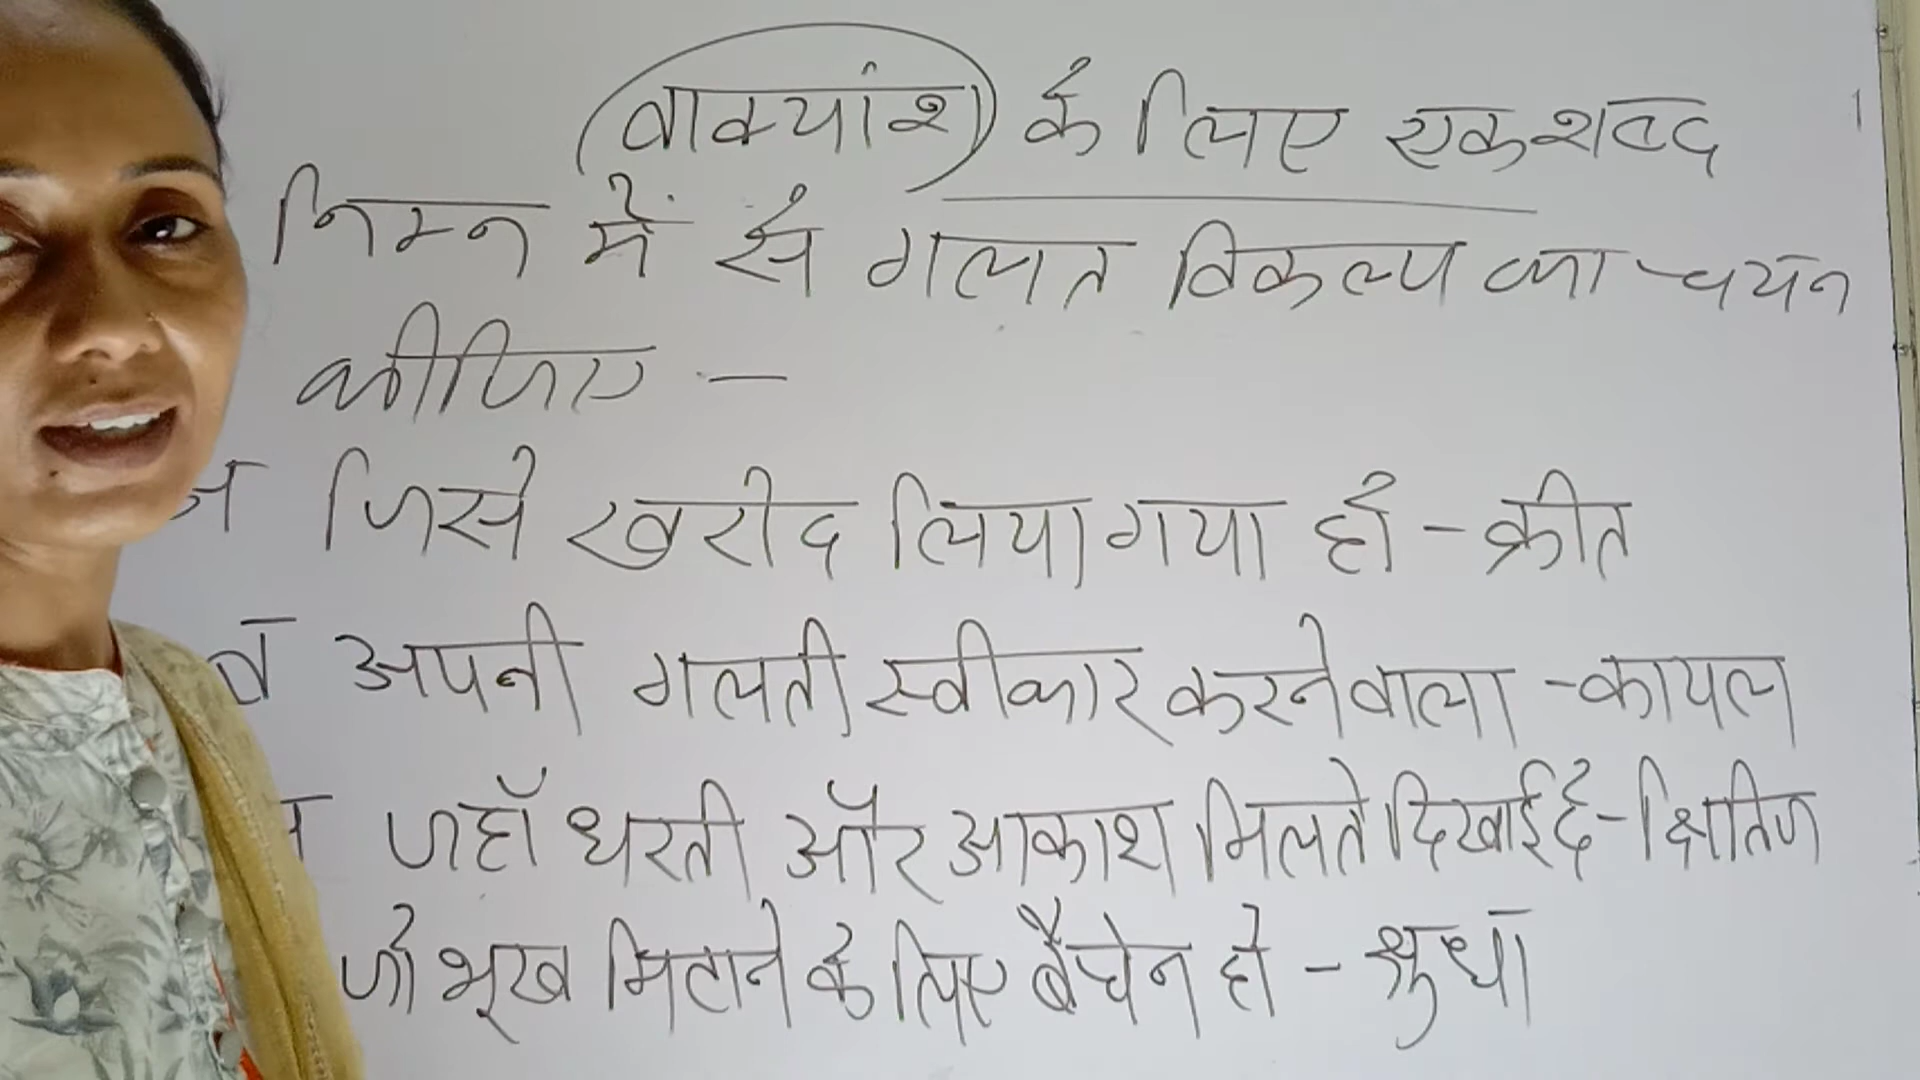 वाक्यांश के लिए एक शब्द
निम्न में से गलत विकल्प का चयन
कीजिए -
जिसे खरीद लिया गया हो - क्रीत
ब अपनी गलती स्वीकार करने वाला - कायल
जहाँ धरती और आकाश मिलते दिखाई दे - क्षितिज
जो भूख मिटाने के लिए बैचेन हो - क्षुधा